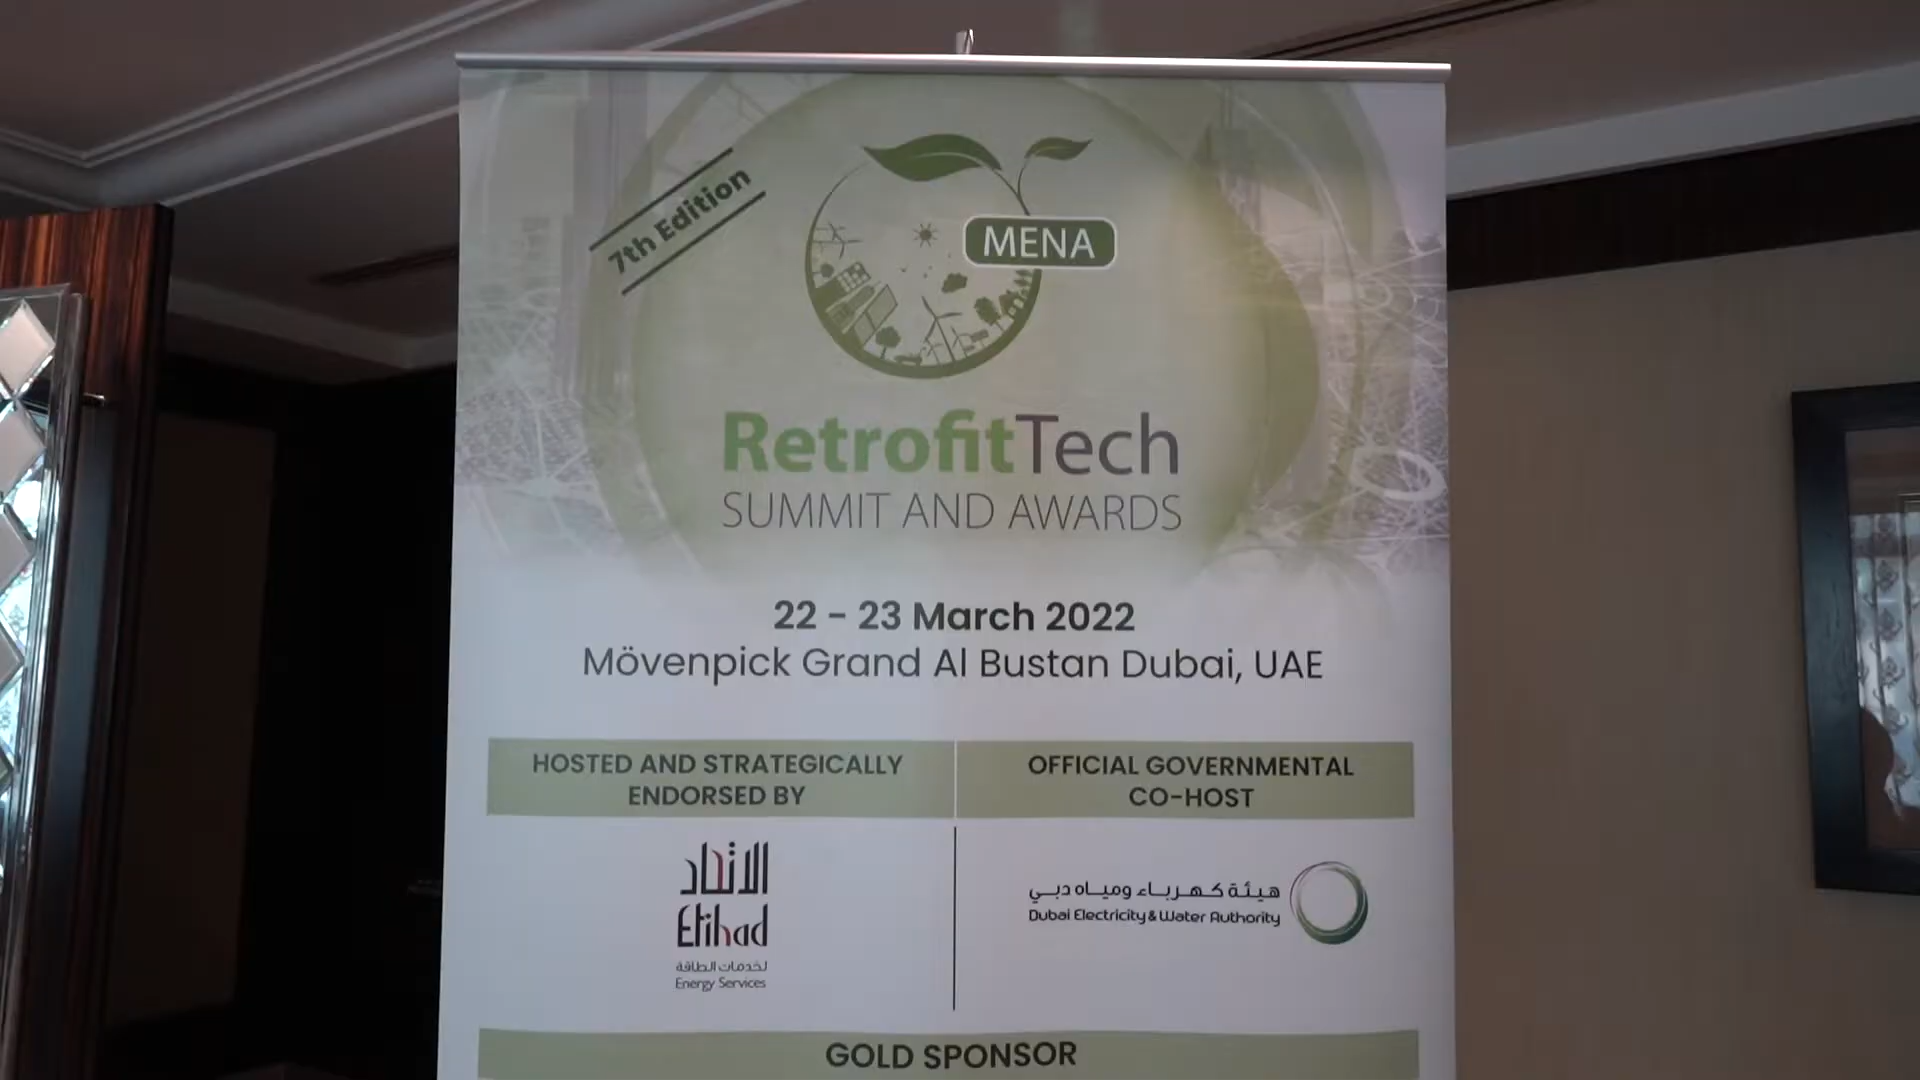 7th Edition
MENA
RetrofitTech
SUMMIT AND AWARDS
22 - 23 March 2022
Mövenpick Grand Al Bustan Dubai, UAE
HOSTED AND STRATEGICALLY
ENDORSED BY
الاتحاد
Etihad
لخدمات الطاقة
Energy Services
OFFICIAL GOVERNMENTAL
CO-HOST
هيئة كهرباء ومياه دبي
Dubai Electricity & Water Authority
GOLD SPONSOR